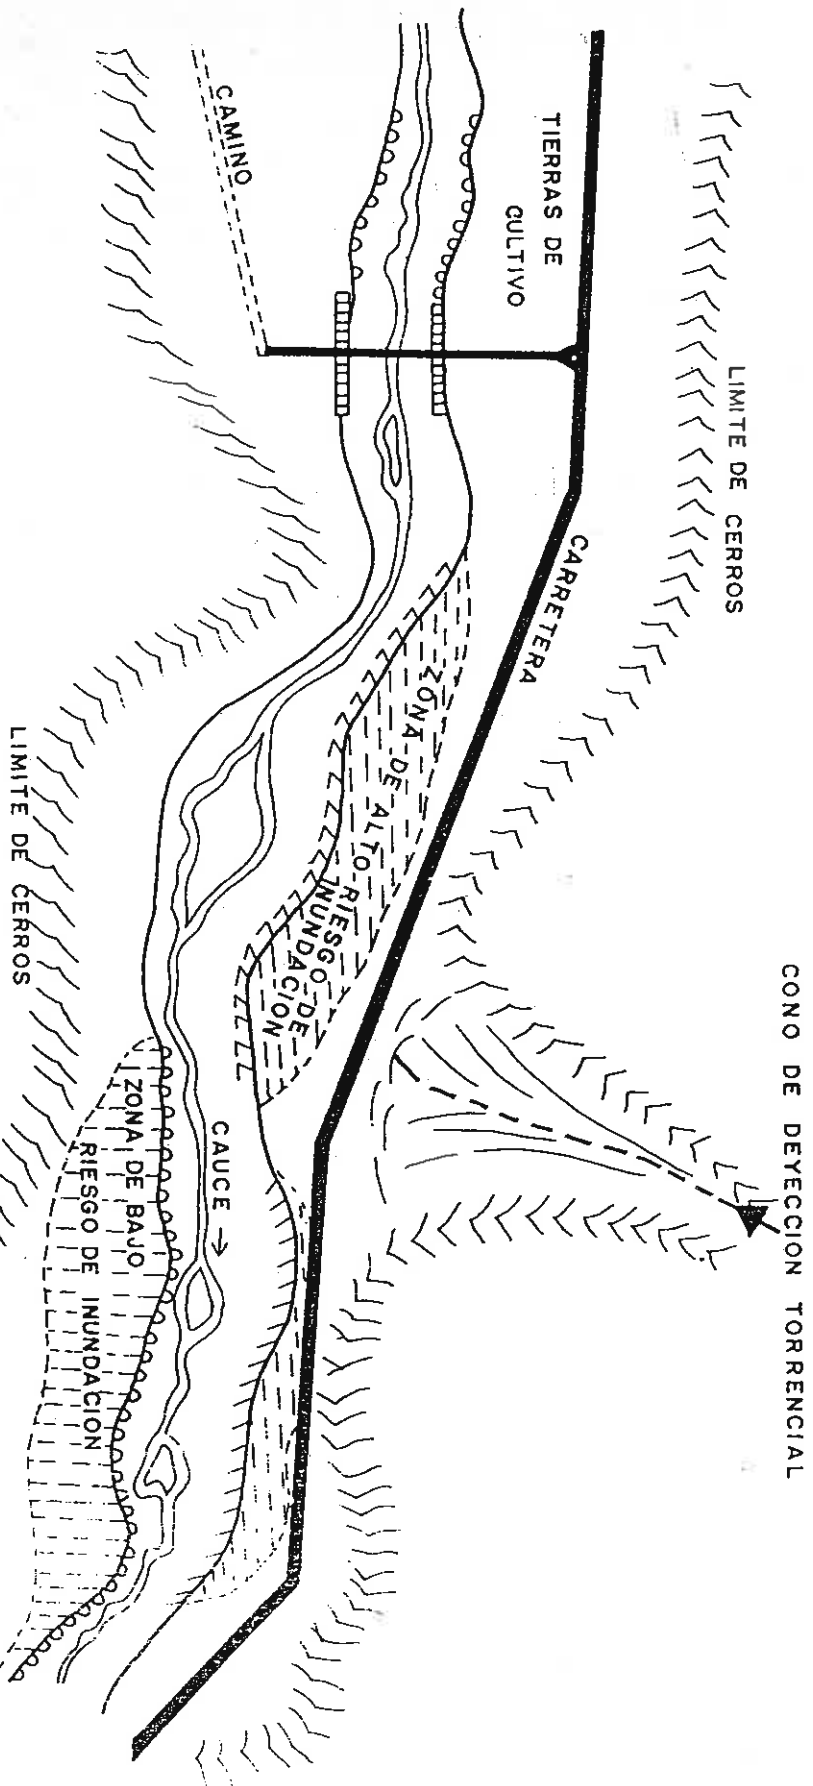 CONO DE DEYECCION TORRENCIAL
LIMITE DE CERROS
TIERRAS DE
CULTIVO
CARRETERA
ZONA DE ALTO RIESGO DE
INUNDACION
CAMINO
CAUCE →
ZONA DE BAJO
RIESGO DE INUNDACION
LIMITE DE CERROS